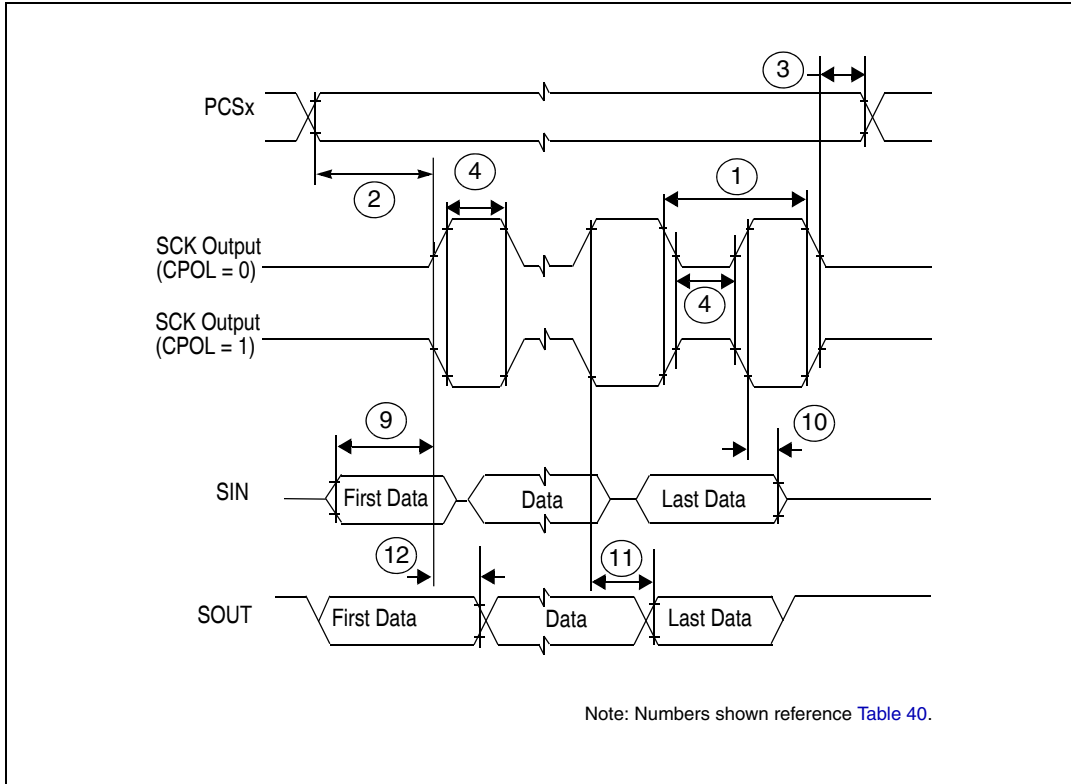 3
PCSx
2
4
1
SCK Output
(CPOL = 0)
4
SCK Output
(CPOL = 1)
9
10
SIN
First Data
Data
Last Data
12
11
SOUT
First Data
Data
Last Data
Note: Numbers shown reference Table 40.